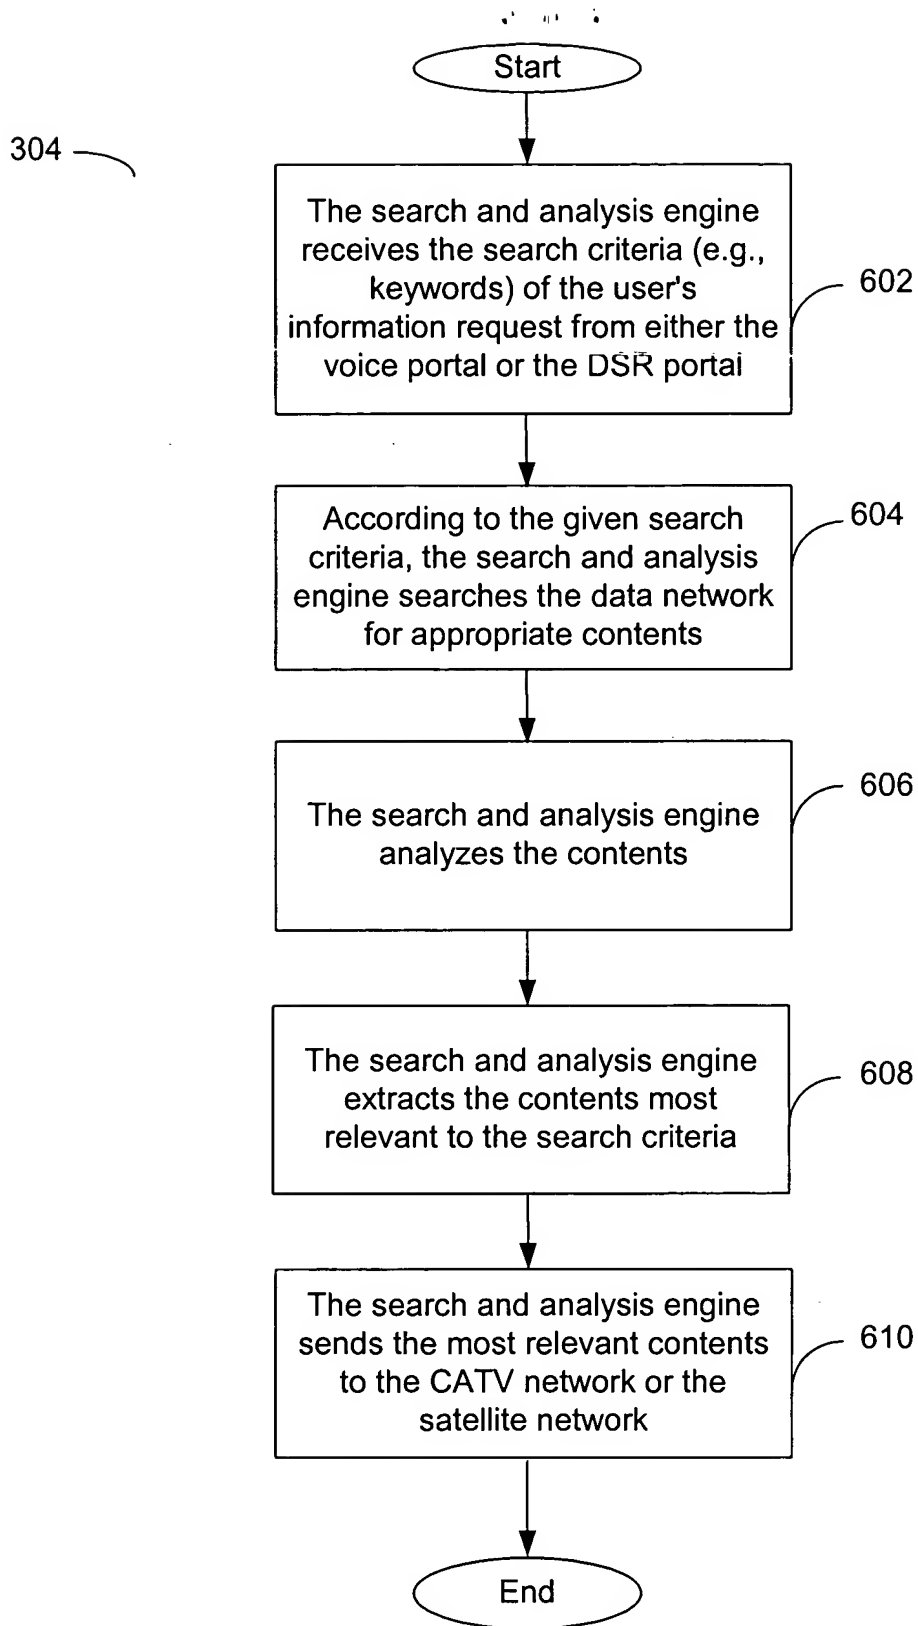 Start
304
The search and analysis engine
receives the search criteria (e.g.,
keywords) of the user's
information request from either the
voice portal or the DSR portal
602
According to the given search
criteria, the search and analysis
engine searches the data network
for appropriate contents
604
The search and analysis engine
analyzes the contents
606
The search and analysis engine
extracts the contents most
relevant to the search criteria
608
The search and analysis engine
sends the most relevant contents
to the CATV network or the
satellite network
610
End